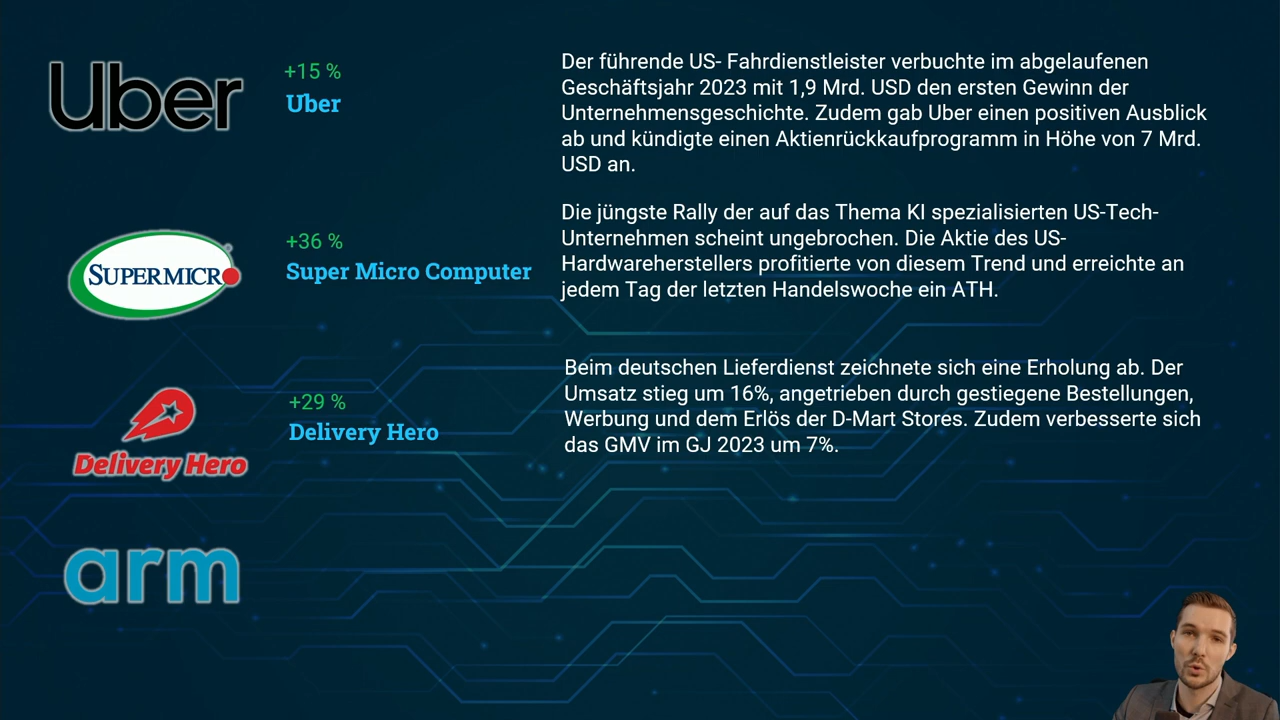 Uber
+15 %
Uber
Der führende US- Fahrdienstleister verbuchte im abgelaufenen
Geschäftsjahr 2023 mit 1,9 Mrd. USD den ersten Gewinn der
Unternehmensgeschichte. Zudem gab Uber einen positiven Ausblick
ab und kündigte einen Aktienrückkaufprogramm in Höhe von 7 Mrd.
USD an.
SUPERMICR
+36 %
Super Micro Computer
Die jüngste Rally der auf das Thema KI spezialisierten US-Tech-
Unternehmen scheint ungebrochen. Die Aktie des US-
Hardwareherstellers profitierte von diesem Trend und erreichte an
jedem Tag der letzten Handelswoche ein ATH.
Delivery Hero
+29 %
Delivery Hero
Beim deutschen Lieferdienst zeichnete sich eine Erholung ab. Der
Umsatz stieg um 16%, angetrieben durch gestiegene Bestellungen,
Werbung und dem Erlös der D-Mart Stores. Zudem verbesserte sich
das GMV im GJ 2023 um 7%.
arm